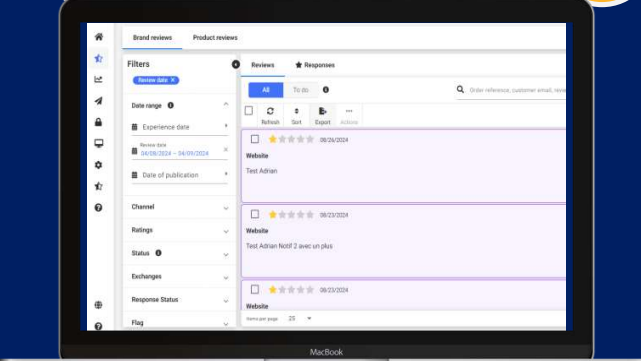 Brand reviews Product reviews
Filters
Review date X
Date range
Experience date
Review date
04/08/2024 – 04/09/2024
Date of publication
Channel
Ratings
Status
Exchanges
Response Status
Flag
Reviews Responses
All To do
Order reference, customer email,
Refresh Sort Export Actions
08/26/2024
Website
Test Adrian
08/23/2024
Website
Test Adrian Notif 2 avec un plus
08/23/2024
Website
Items per page 25
MacBook